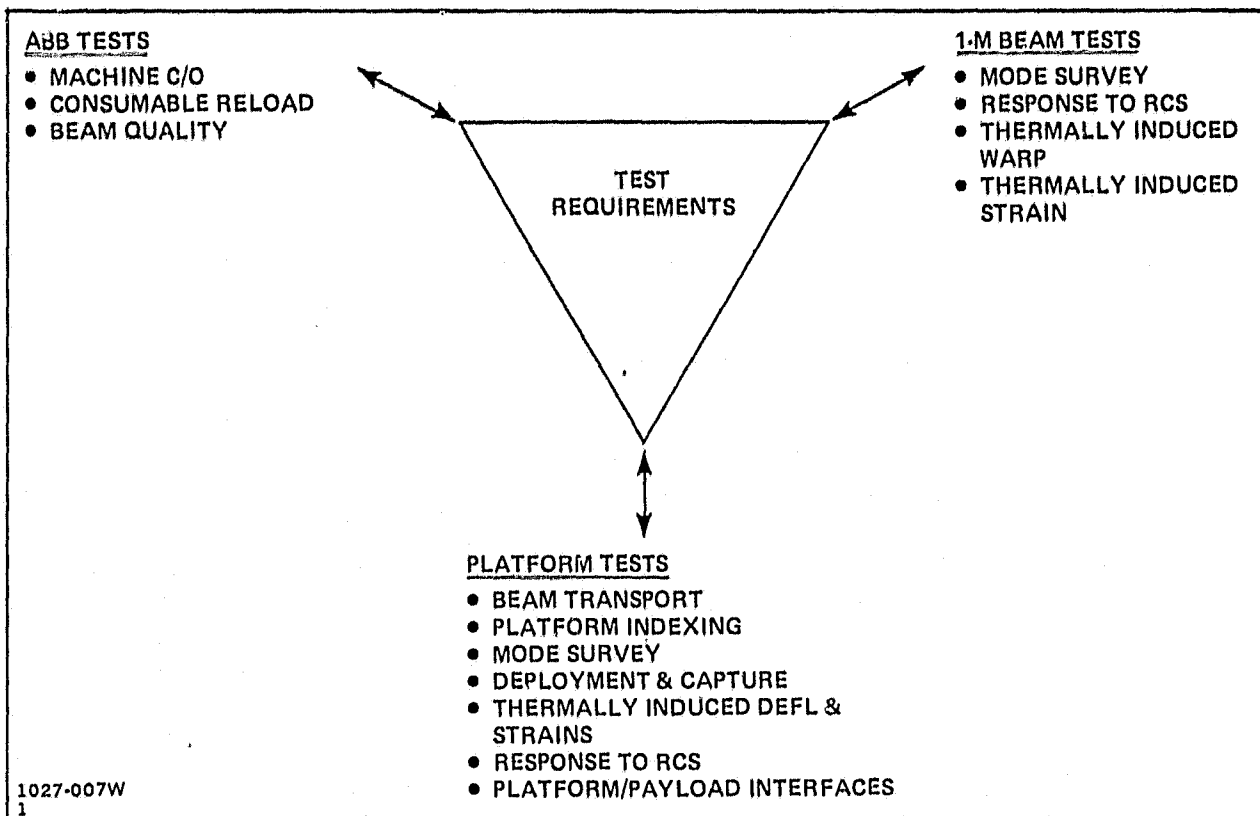 ABB TESTS
• MACHINE C/O
• CONSUMABLE RELOAD
• BEAM QUALITY
1-M BEAM TESTS
• MODE SURVEY
• RESPONSE TO RCS
• THERMALLY INDUCED
WARP
• THERMALLY INDUCED
STRAIN
TEST
REQUIREMENTS
PLATFORM TESTS
• BEAM TRANSPORT
• PLATFORM INDEXING
• MODE SURVEY
• DEPLOYMENT & CAPTURE
• THERMALLY INDUCED DEFL &
STRAINS
• RESPONSE TO RCS
• PLATFORM/PAYLOAD INTERFACES
1027-007W
1